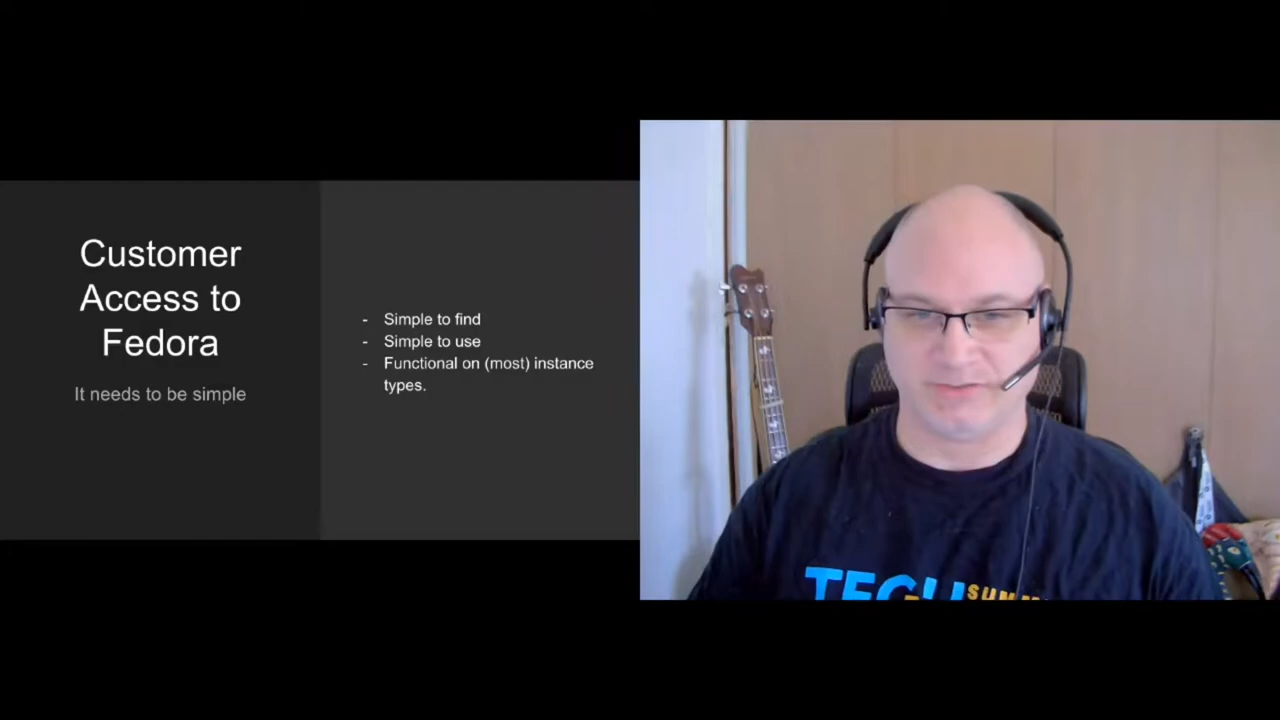 Customer
Access to
Fedora
It needs to be simple
- Simple to find
- Simple to use
- Functional on (most) instance
types.